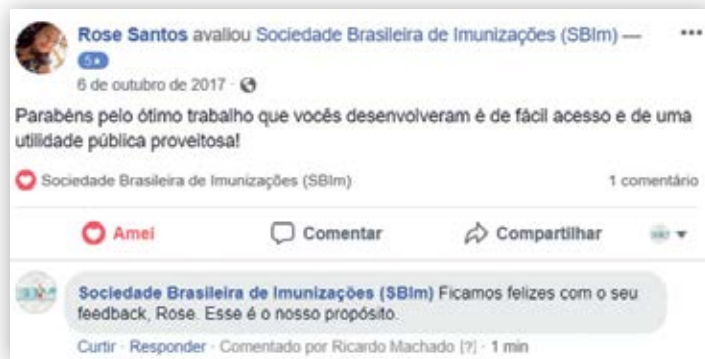 Rose Santos avaliou Sociedade Brasileira de Imunizações (SBIm) —
5★
6 de outubro de 2017 ·
Parabéns pelo ótimo trabalho que vocês desenvolveram é de fácil acesso e de uma
utilidade pública proveitosa!
Sociedade Brasileira de Imunizações (SBIm) 1 comentário
Amei Comentar Compartilhar
Sociedade Brasileira de Imunizações (SBIm) Ficamos felizes com o seu
feedback, Rose. Esse é o nosso propósito.
Curtir · Responder · Comentado por Ricardo Machado [?] · 1 min